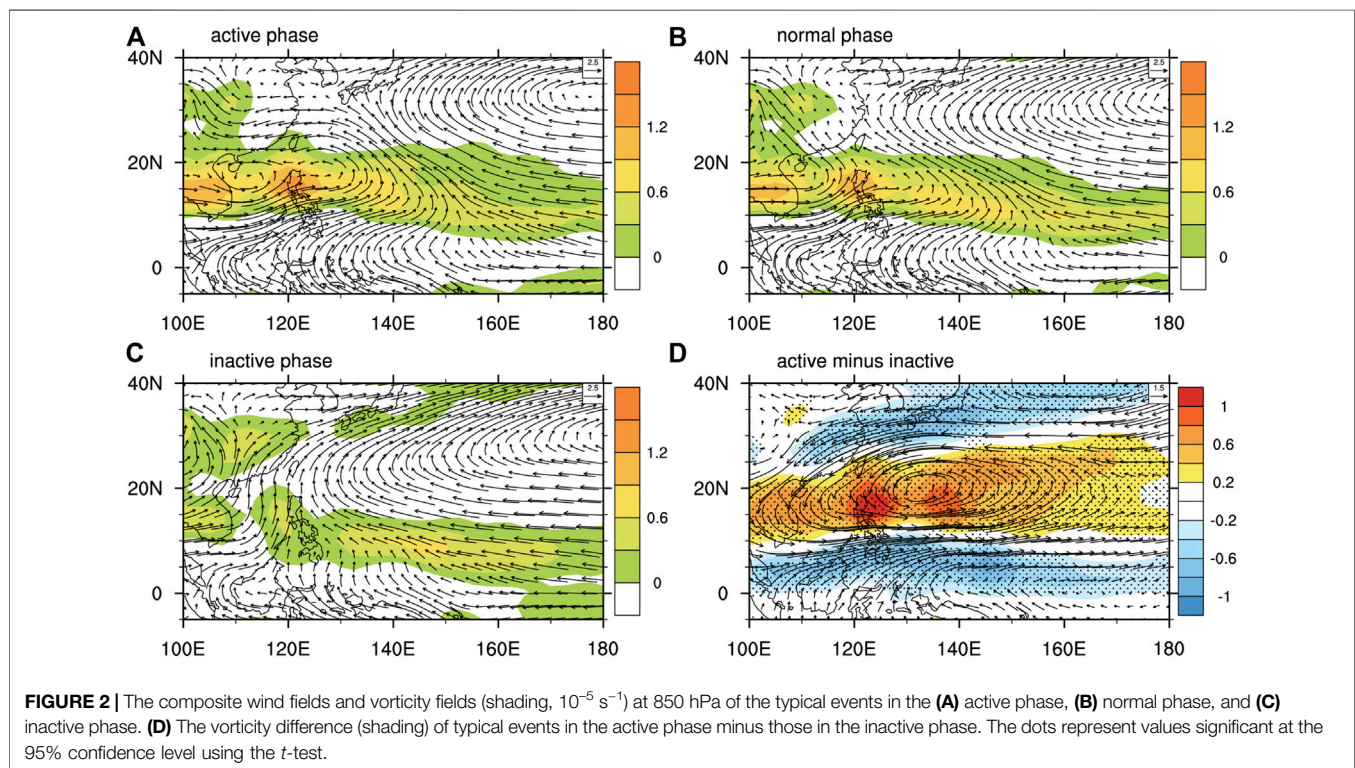 A active phase
40N
20N
0
100E 120E 140E 160E 180
2.5
1.2
0.6
0
B normal phase
40N
20N
0
100E 120E 140E 160E 180
2.5
1.2
0.6
0
C inactive phase
40N
20N
0
100E 120E 140E 160E 180
2.5
1.2
0.6
0
D active minus inactive
40N
20N
0
100E 120E 140E 160E 180
1.5
1
0.6
0.2
-0.2
-0.6
-1
FIGURE 2 | The composite wind fields and vorticity fields (shading, 10⁻⁵ s⁻¹) at 850 hPa of the typical events in the (A) active phase, (B) normal phase, and (C)
inactive phase. (D) The vorticity difference (shading) of typical events in the active phase minus those in the inactive phase. The dots represent values significant at the
95% confidence level using the t-test.